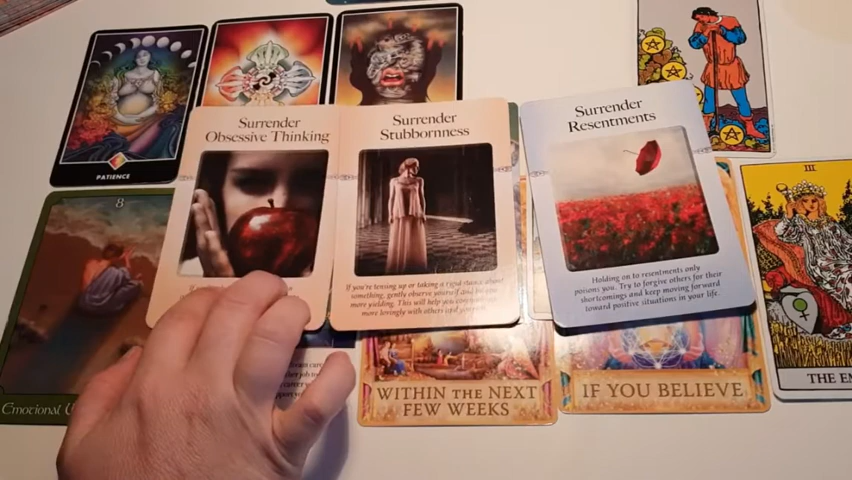 PATIENCE
Surrender
Obsessive Thinking
Surrender
Stubbornness
If you're tensing up or taking a rigid stance about
something, gently observe yourself and
more yielding. This will help you
more lovingly with others and yourself.
Surrender
Resentments
Holding on to resentments only
poisons you. Try to forgive others for their
shortcomings and keep moving forward
toward positive situations in your life.
III
THE EM
8
Emotional
WITHIN THE NEXT
FEW WEEKS
IF YOU BELIEVE